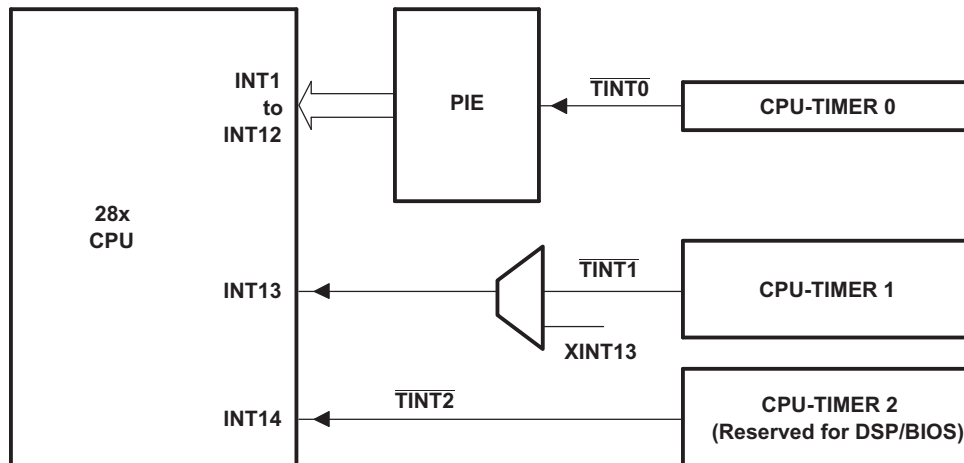 INT1
to
INT12
PIE
TINT0
CPU-TIMER 0
28x
CPU
INT13
TINT1
CPU-TIMER 1
XINT13
INT14
TINT2
CPU-TIMER 2
(Reserved for DSP/BIOS)